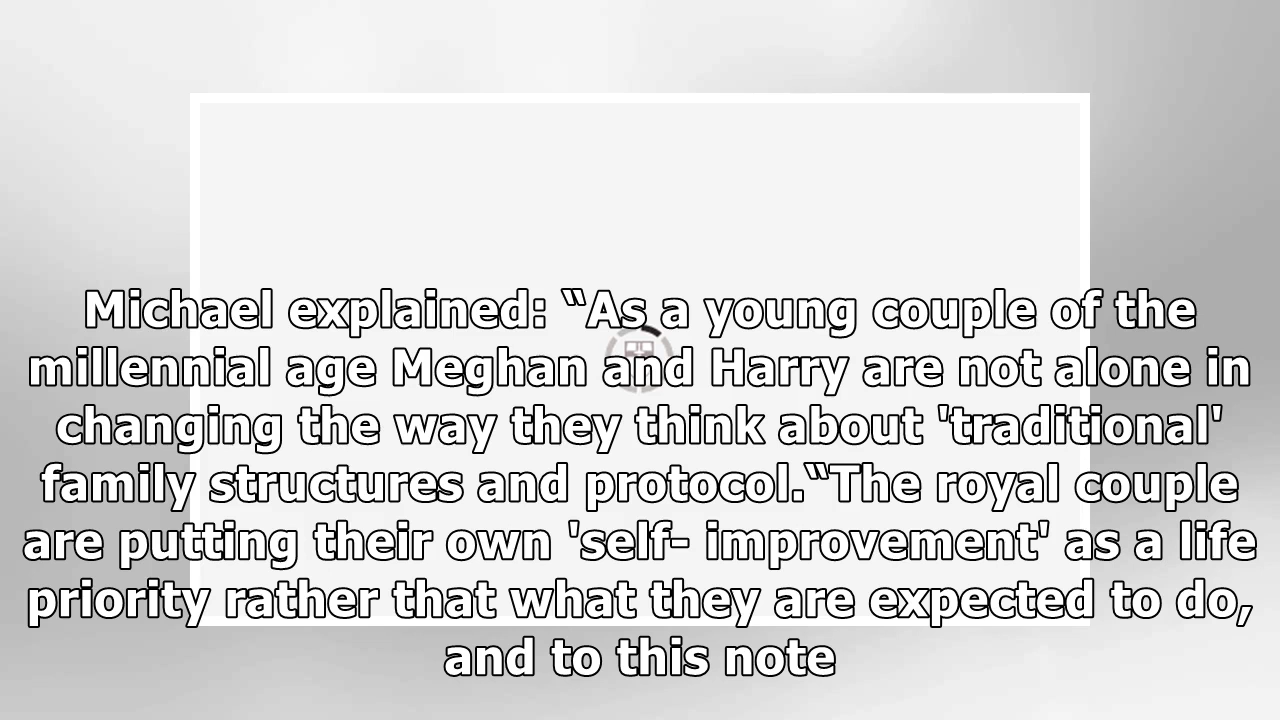 Michael explained: “As a young couple of the
millennial age Meghan and Harry are not alone in
changing the way they think about 'traditional'
family structures and protocol.“The royal couple
are putting their own 'self- improvement' as a life
priority rather that what they are expected to do,
and to this note